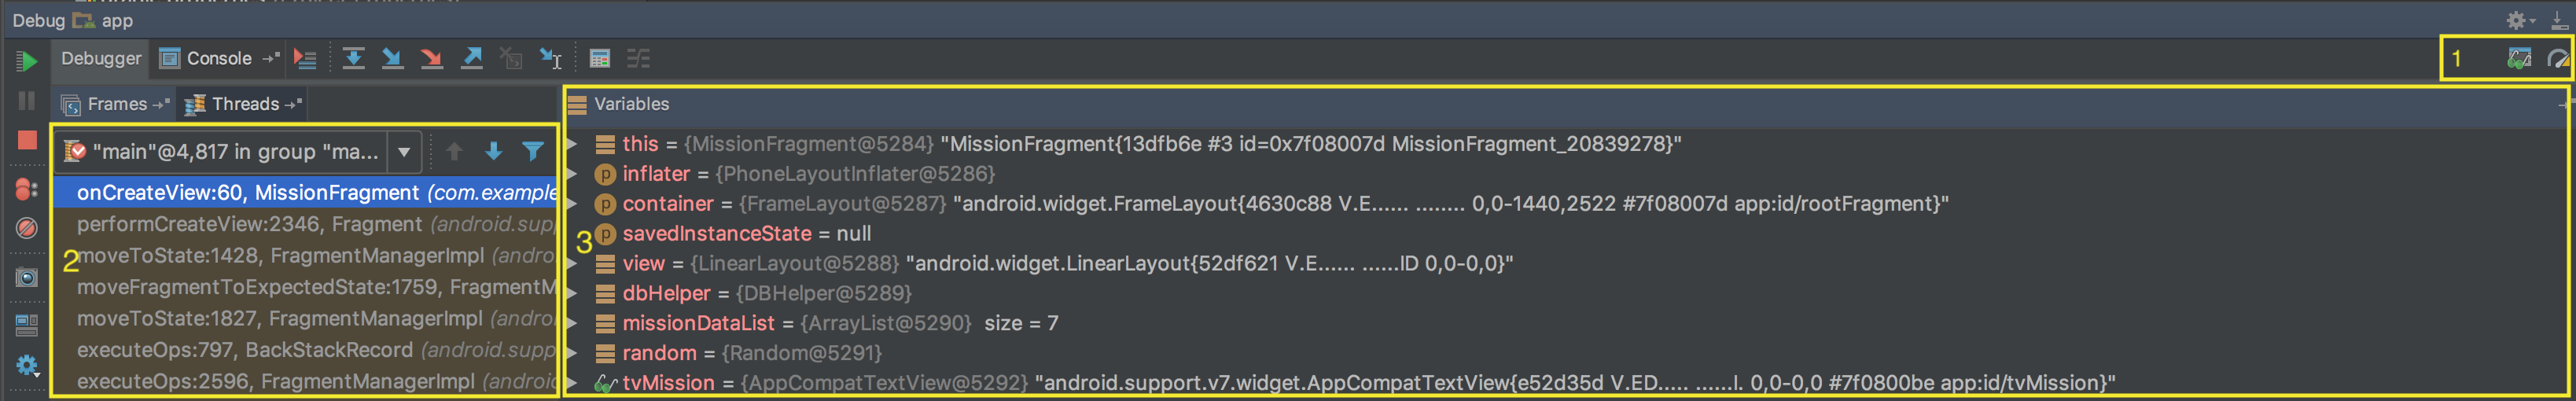 Debug app
Debugger Console
1
Frames Threads
Variables
"main"@4,817 in group "ma...
this = {MissionFragment@5284} "MissionFragment{13dfb6e #3 id=0x7f08007d MissionFragment_20839278}"
inflater = {PhoneLayoutInflater@5286}
onCreateView:60, MissionFragment (com.example
container = {FrameLayout@5287} "android.widget.FrameLayout{4630c88 V.E...... ........ 0,0-1440,2522 #7f08007d app:id/rootFragment}"
performCreateView:2346, Fragment (android.sup
3
savedInstanceState = null
2
moveToState:1428, FragmentManagerImpl (andro
view = {LinearLayout@5288} "android.widget.LinearLayout{52df621 V.E...... ......ID 0,0-0,0}"
moveFragmentToExpectedState:1759, FragmentM
dbHelper = {DBHelper@5289}
moveToState:1827, FragmentManagerImpl (andro
missionDataList = {ArrayList@5290} size = 7
executeOps:797, BackStackRecord (android.supp
random = {Random@5291}
executeOps:2596, FragmentManagerImpl (android
tvMission = {AppCompatTextView@5292} "android.support.v7.widget.AppCompatTextView{e52d35d V.ED..... ......I. 0,0-0,0 #7f0800be app:id/tvMission}"